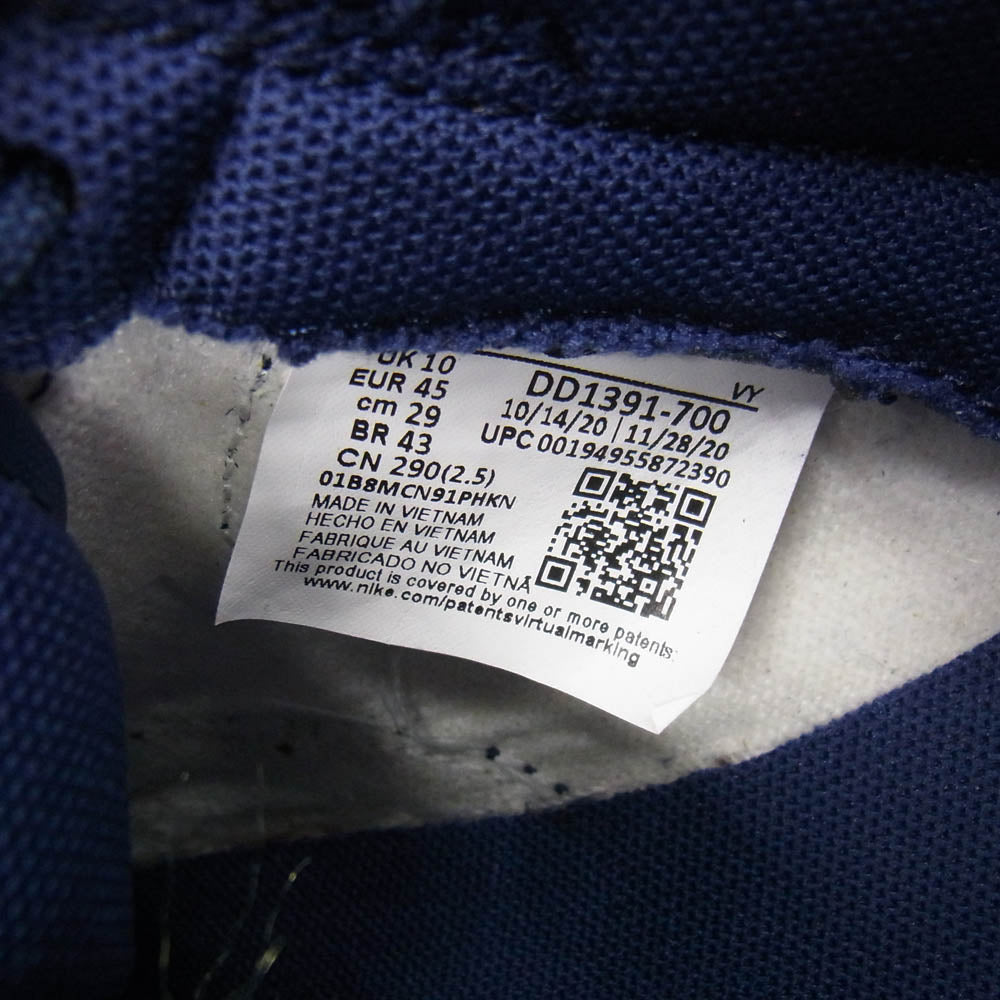 UK 10
EUR 45
cm 29
BR 43
CN 290(2.5)
01B8MCN91PHKN
MADE IN VIETNAM
HECHO EN VIETNAM
FABRIQUE AU VIETNAM
FABRICADO NO VIETNÃ
VY
DD1391-700
10/14/20 | 11/28/20
UPC 00194955872390
This product is covered by one or more patents:
www.nike.com/patentsvirtualmarking